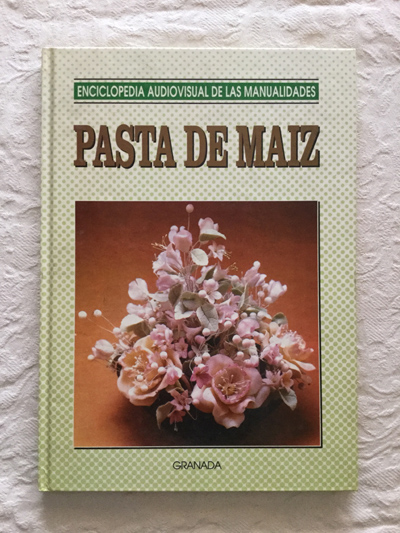 ENCICLOPEDIA AUDIOVISUAL DE LAS MANUALIDADES
PASTA DE MAIZ
GRANADA